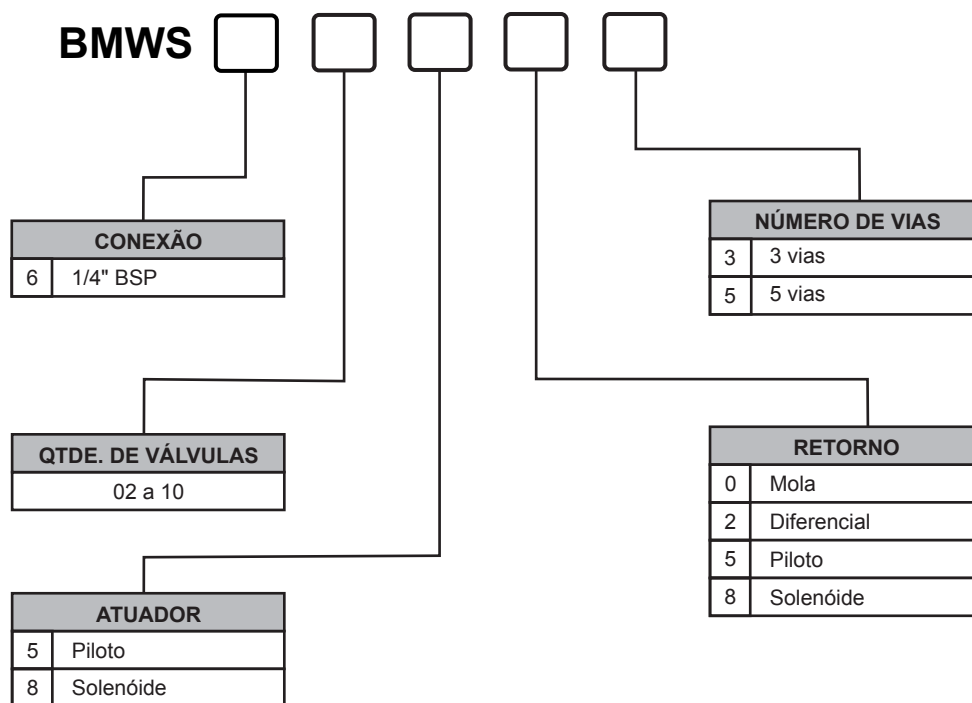 BMWS
CONEXÃO
6 1/4" BSP
QTDE. DE VÁLVULAS
02 a 10
ATUADOR
5 Piloto
8 Solenóide
NÚMERO DE VIAS
3 3 vias
5 5 vias
RETORNO
0 Mola
2 Diferencial
5 Piloto
8 Solenóide